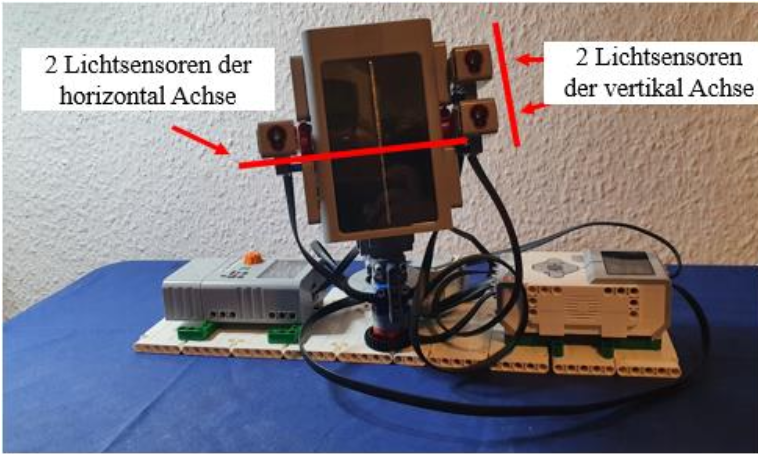 2 Lichtsensoren der
horizontal Achse
2 Lichtsensoren
der vertikal Achse